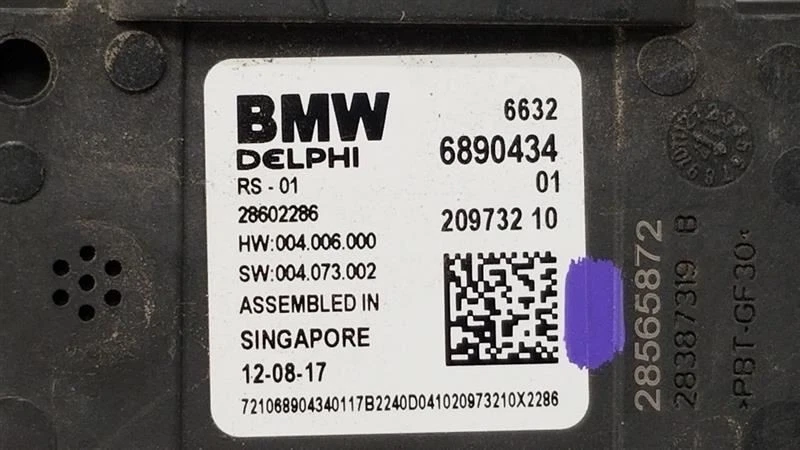 BMW
DELPHI
RS - 01
28602286
HW:004.006.000
SW:004.073.002
ASSEMBLED IN
SINGAPORE
12-08-17
6632
6890434
01
209732 10
721068904340117B2240D041020973210X2286
28565872
28387319 B
>PBT-GF30<